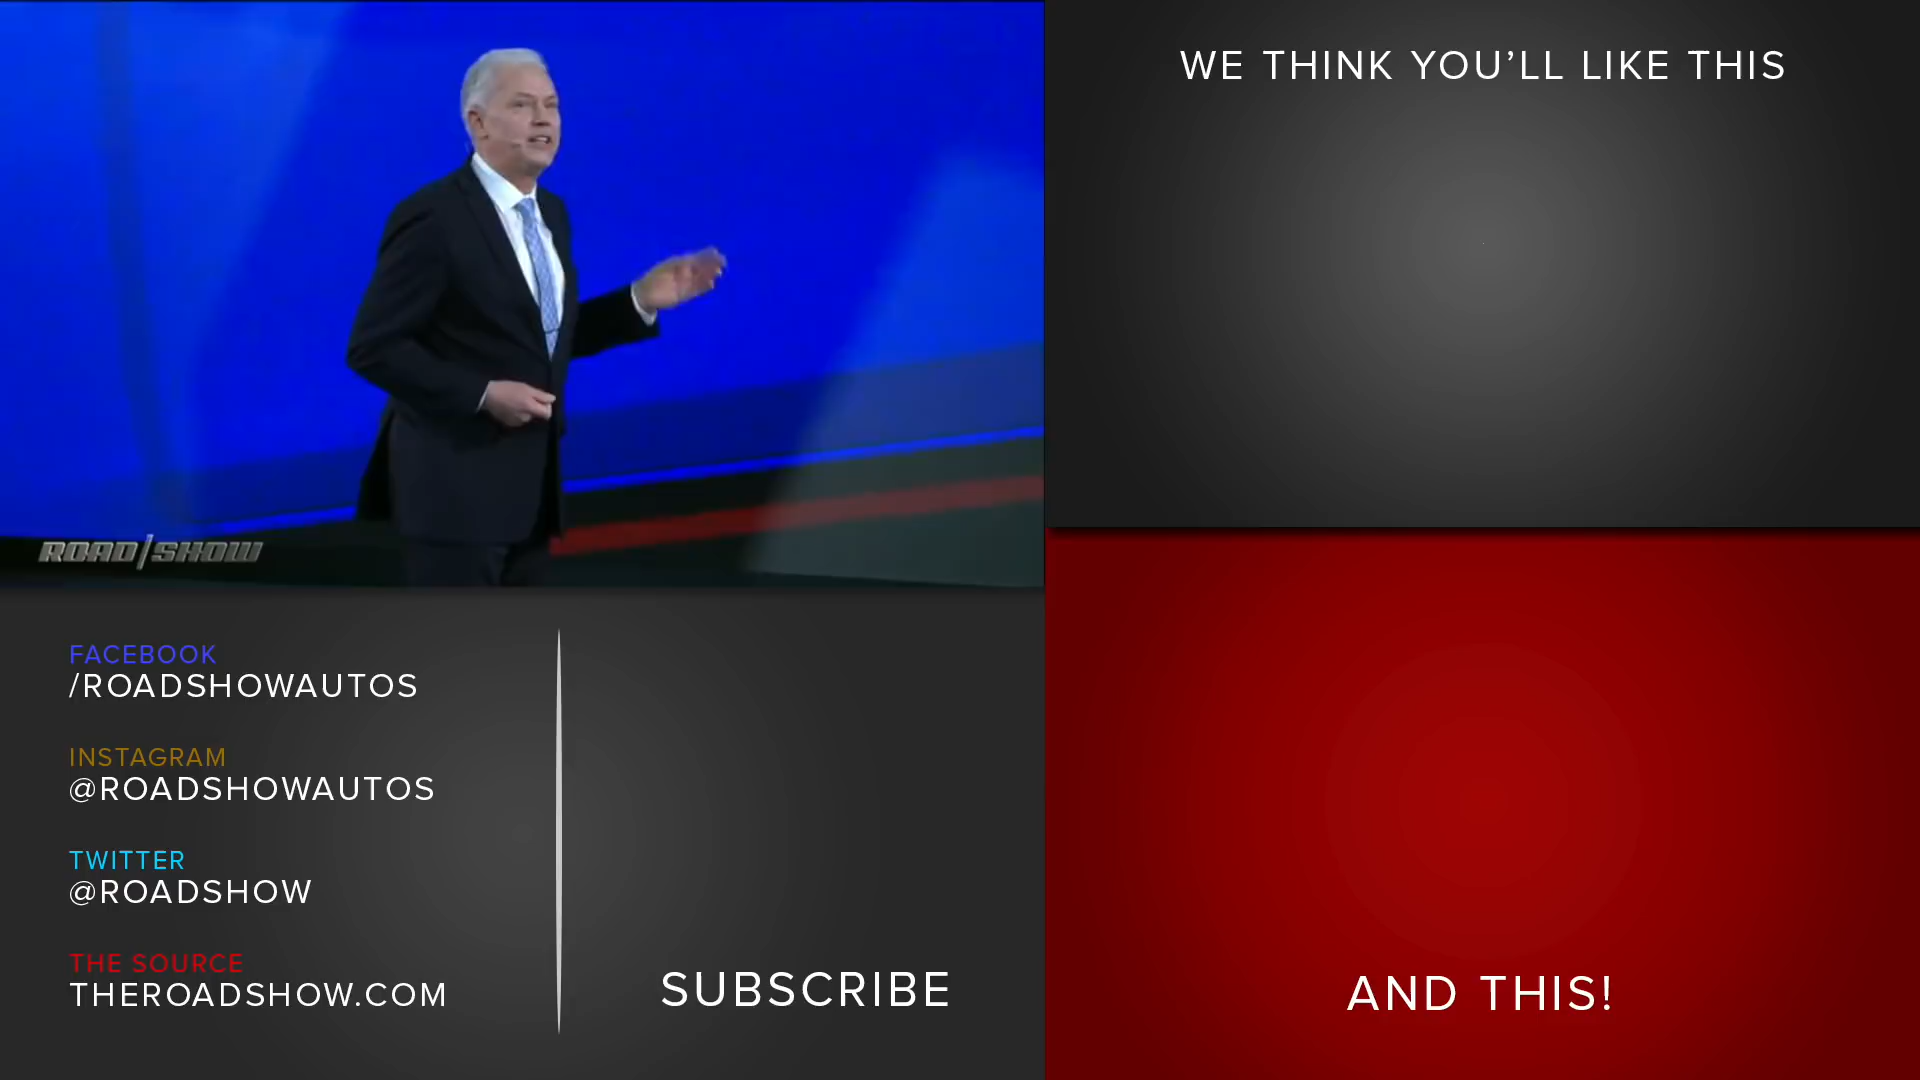 WE THINK YOU'LL LIKE THIS
ROAD/SHOW
FACEBOOK
/ROADSHOWAUTOS
INSTAGRAM
@ROADSHOWAUTOS
TWITTER
@ROADSHOW
THE SOURCE
THEROADSHOW.COM
SUBSCRIBE
AND THIS!